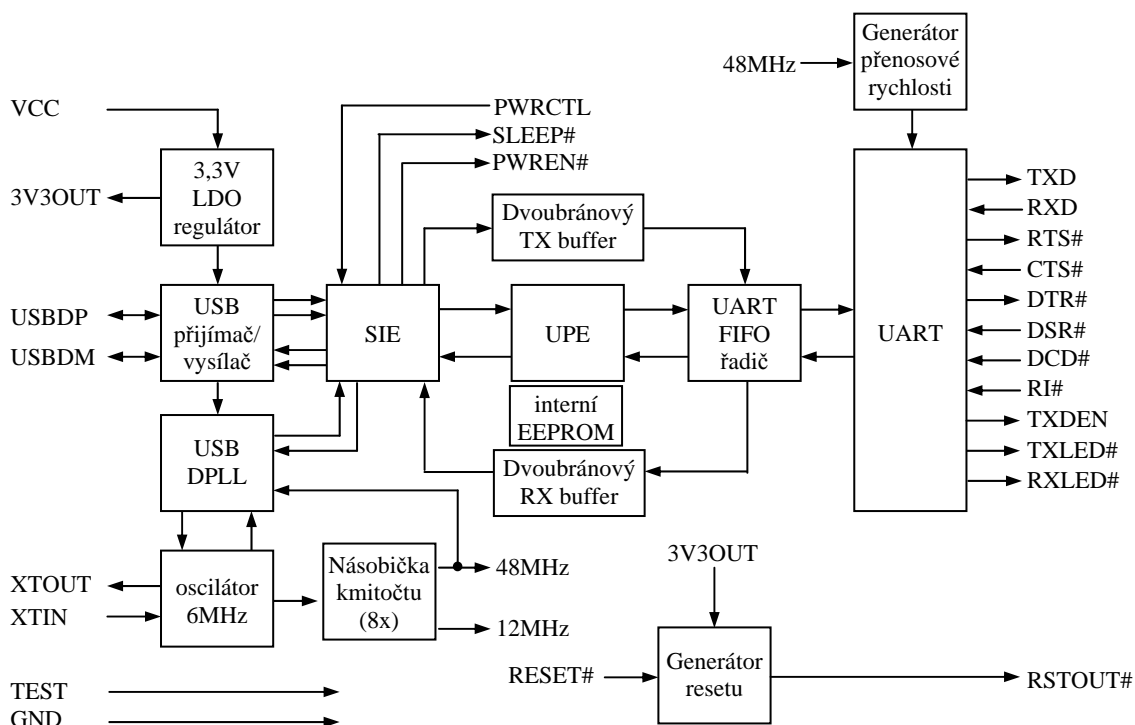 Generátor
přenosové
rychlosti
48MHz
VCC
PWRCTL
SLEEP#
PWREN#
3,3V
LDO
regulátor
3V3OUT
Dvoubránový
TX buffer
TXD
RXD
RTS#
CTS#
DTR#
DSR#
DCD#
RI#
TXDEN
TXLED#
RXLED#
USBDP
USBDM
USB
přijímač/
vysílač
SIE
UPE
UART
FIFO
řadič
UART
interní
EEPROM
USB
DPLL
Dvoubránový
RX buffer
XTOUT
XTIN
oscilátor
6MHz
Násobička
kmitočtu
(8x)
48MHz
12MHz
3V3OUT
RESET#
Generátor
resetu
RSTOUT#
TEST
GND